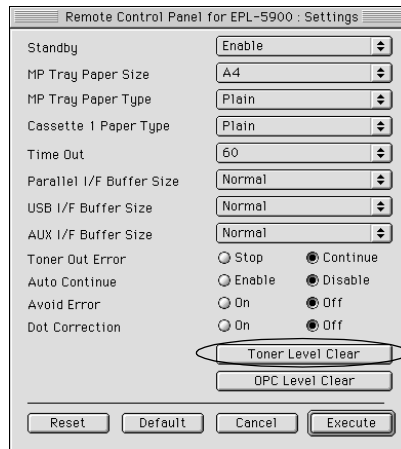 Remote Control Panel for EPL-5900 : Settings
Standby Enable
MP Tray Paper Size A4
MP Tray Paper Type Plain
Cassette 1 Paper Type Plain
Time Out 60
Parallel I/F Buffer Size Normal
USB I/F Buffer Size Normal
AUX I/F Buffer Size Normal
Toner Out Error Stop Continue
Auto Continue Enable Disable
Avoid Error On Off
Dot Correction On Off
Toner Level Clear
OPC Level Clear
Reset Default Cancel Execute